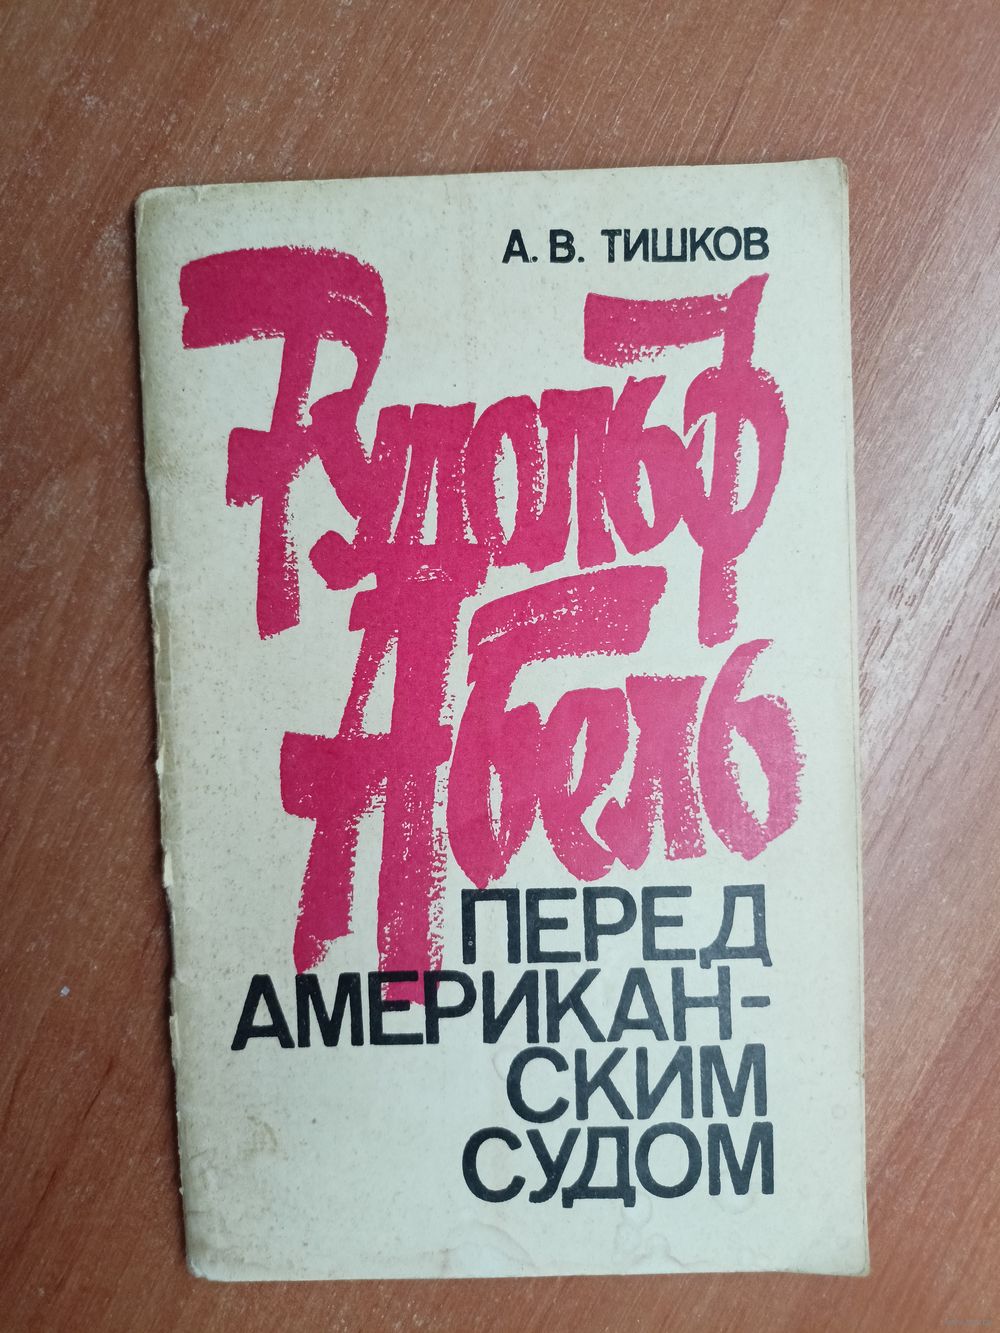 А. В. ТИШКОВ
Рудольф
Абель
ПЕРЕД
АМЕРИКАН-
СКИМ
СУДОМ